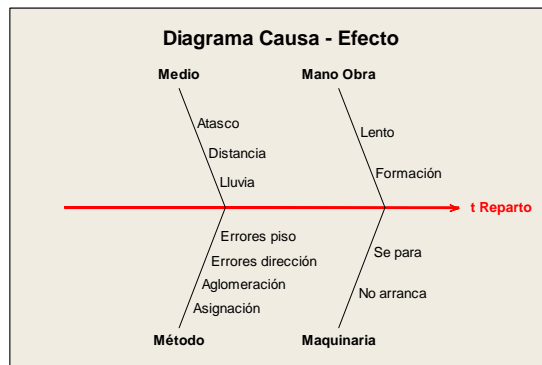 Diagrama Causa - Efecto
Medio
Mano Obra
Atasco
Distancia
Lluvia
Lento
Formación
t Reparto
Errores piso
Errores dirección
Aglomeración
Asignación
Se para
No arranca
Método
Maquinaria